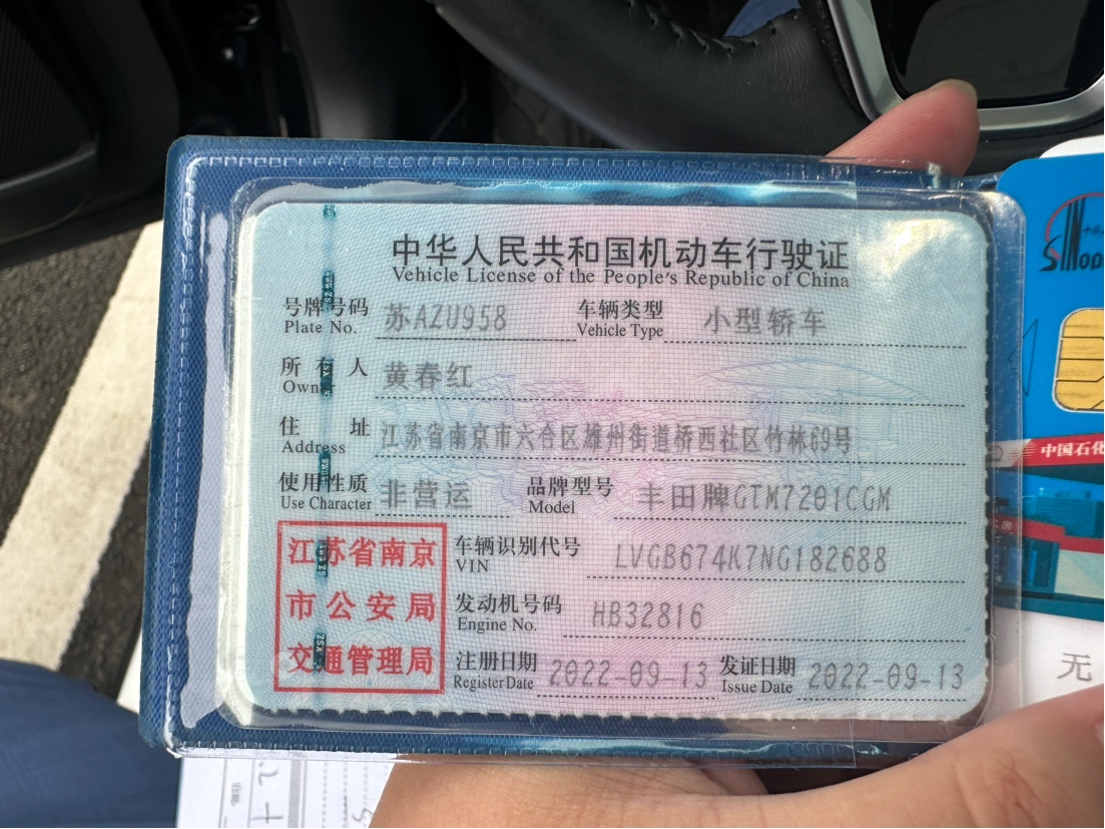 中华人民共和国机动车行驶证
Vehicle License of the People's Republic of China
号牌号码 苏AZU958 车辆类型 小型轿车
Plate No. Vehicle Type
所有人 黄春红
Owner
住址 江苏省南京市六合区雄州街道桥西社区竹林69号
Address
使用性质 非营运 品牌型号 丰田牌GTM7201CGM
Use Character Model
江苏省南京
市公安局
交通管理局
车辆识别代号 LVGB674K7NG182688
VIN
发动机号码 HB32816
Engine No.
注册日期 2022-09-13 发证日期 2022-09-13
Register Date Issue Date
中国石化
无